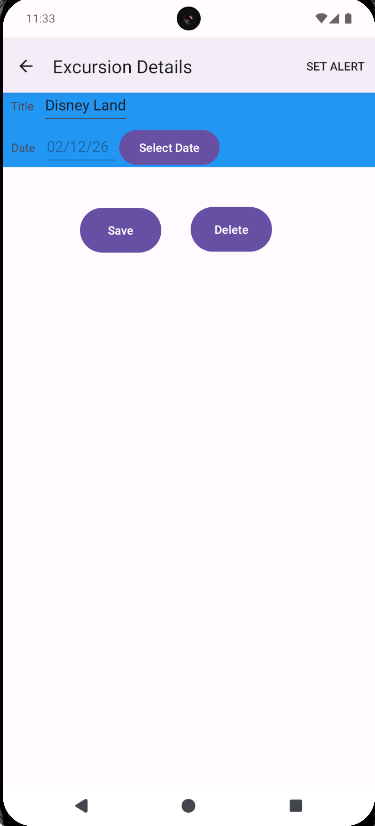 11:33
Excursion Details SET ALERT
Title Disney Land
Date 02/12/26 Select Date
Save Delete